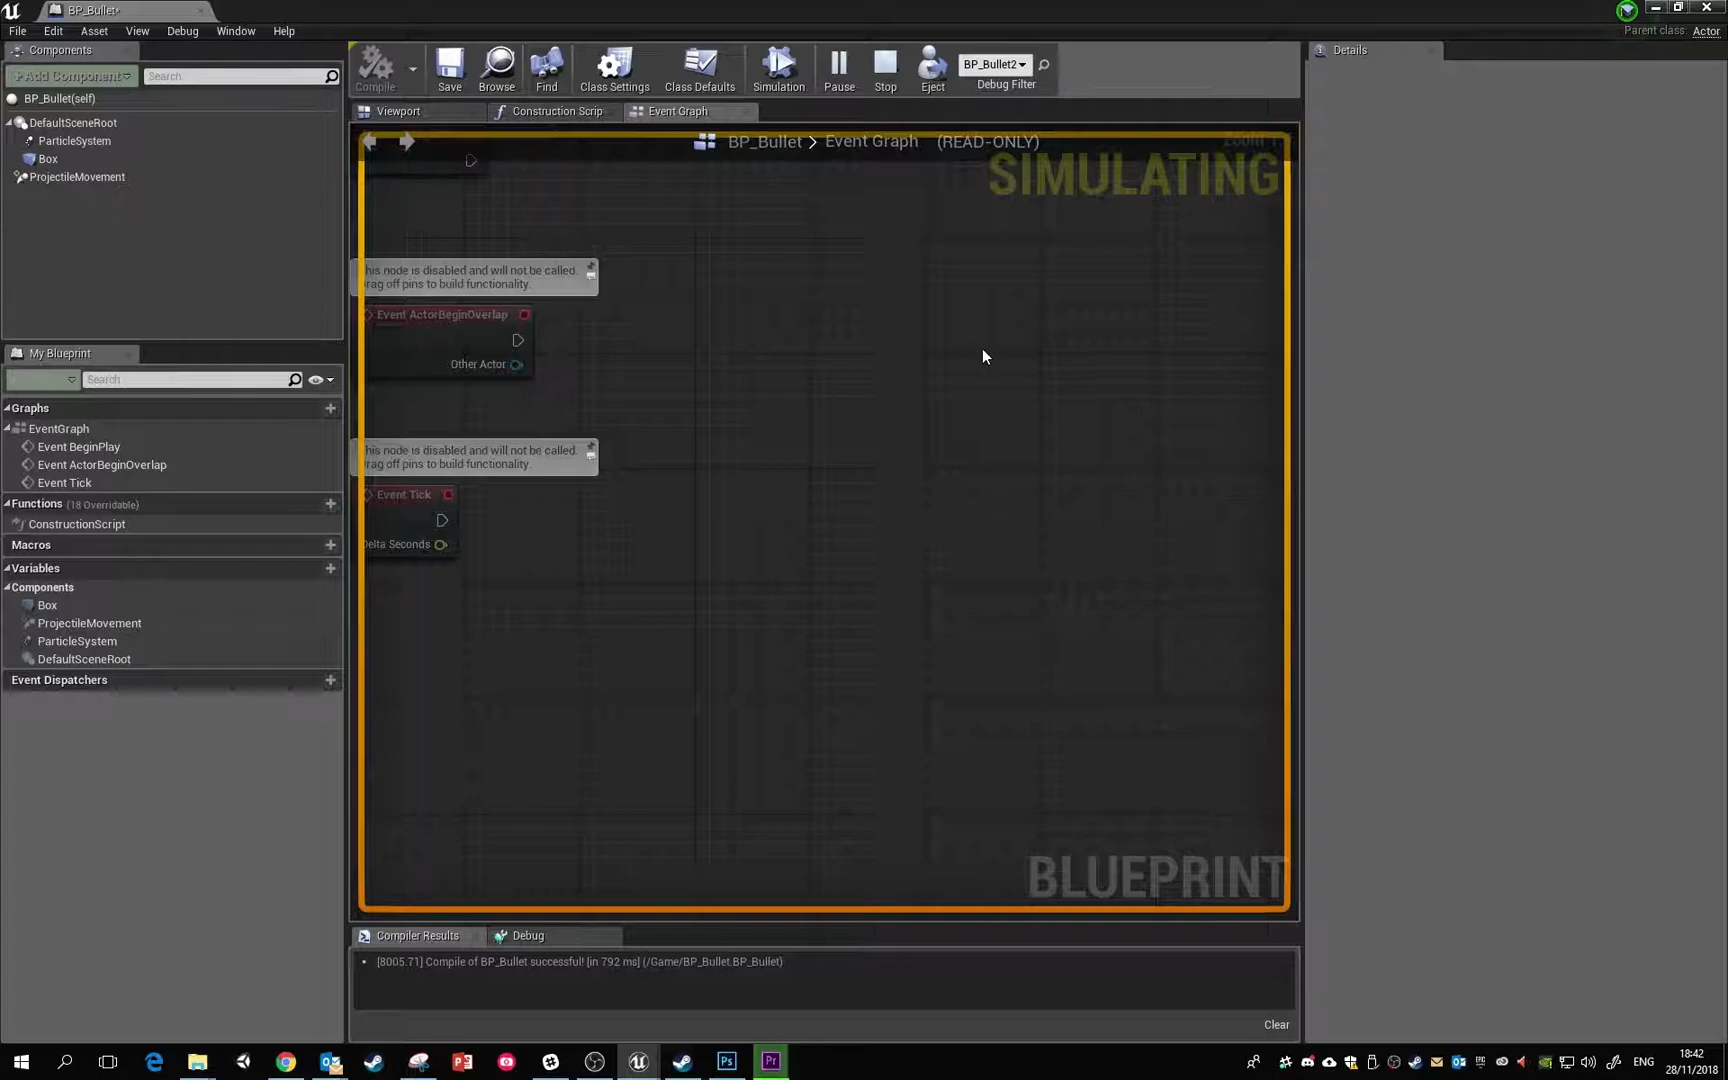 BP_Bullet*
File Edit Asset View Debug Window Help
Parent class: Actor
Components
+Add Component
Search
BP_Bullet(self)
DefaultSceneRoot
ParticleSystem
Box
ProjectileMovement
Compile
Save
Browse
Find
Class Settings
Class Defaults
Simulation
Pause
Stop
Eject
BP_Bullet2
Debug Filter
Details
Viewport
Construction Scrip
Event Graph
BP_Bullet > Event Graph (READ-ONLY)
SIMULATING
his node is disabled and will not be called.
rag off pins to build functionality.
Event ActorBeginOverlap
Other Actor
his node is disabled and will not be called.
rag off pins to build functionality.
Event Tick
Delta Seconds
BLUEPRINT
My Blueprint
Search
Graphs
EventGraph
Event BeginPlay
Event ActorBeginOverlap
Event Tick
Functions (18 Overridable)
ConstructionScript
Macros
Variables
Components
Box
ProjectileMovement
ParticleSystem
DefaultSceneRoot
Event Dispatchers
Compiler Results
Debug
[8005.71] Compile of BP_Bullet successful! [in 792 ms] (/Game/BP_Bullet.BP_Bullet)
Clear
ENG
18:42
28/11/2018